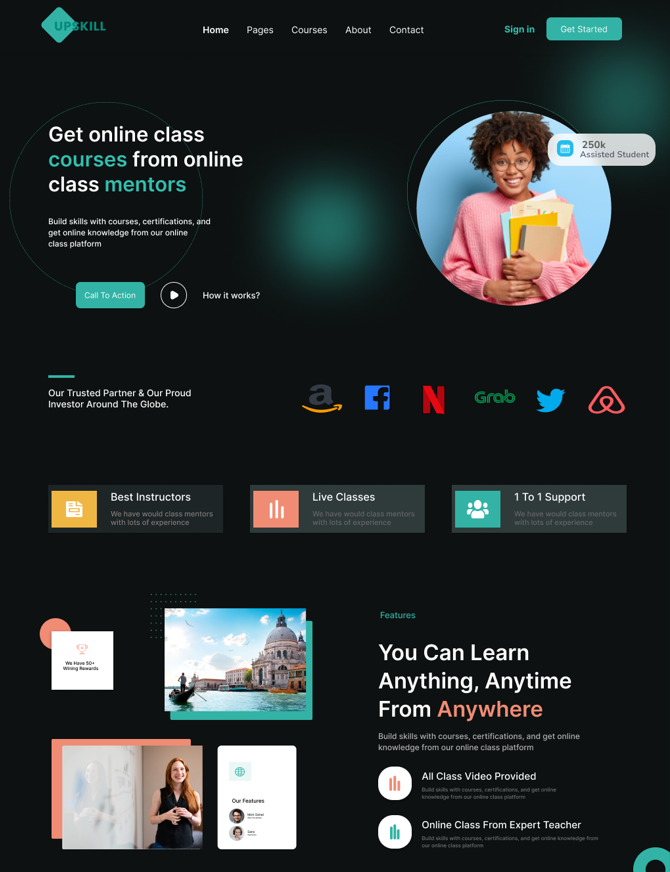 UPSKILL
Home Pages Courses About Contact
Sign in Get Started
Get online class
courses from online
class mentors
Build skills with courses, certifications, and
get online knowledge from our online
class platform
Call To Action
How it works?
250k
Assisted Student
Our Trusted Partner & Our Proud
Investor Around The Globe.
a
f
N
Grab
Best Instructors
We have would class mentors
with lots of experience
Live Classes
We have would class mentors
with lots of experience
1 To 1 Support
We have would class mentors
with lots of experience
We Have 50+
Wining Rewards
Our Features
Features
You Can Learn
Anything, Anytime
From Anywhere
Build skills with courses, certifications, and get online
knowledge from our online class platform
All Class Video Provided
Build skills with courses, certifications, and get online
knowledge from our online class platform
Online Class From Expert Teacher
Build skills with courses, certifications, and get online knowledge from our online class platform